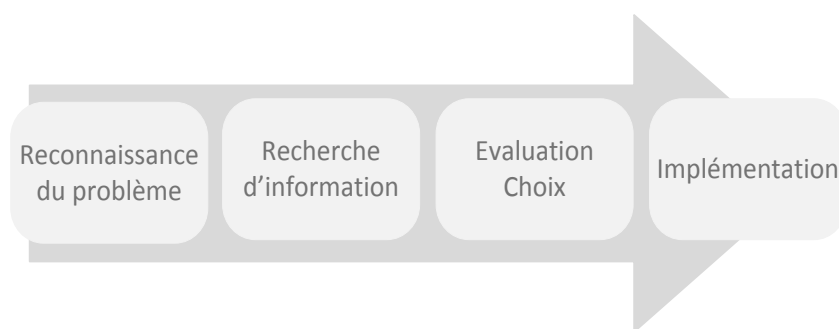 Reconnaissance
du problème
Recherche
d’information
Evaluation
Choix
Implémentation